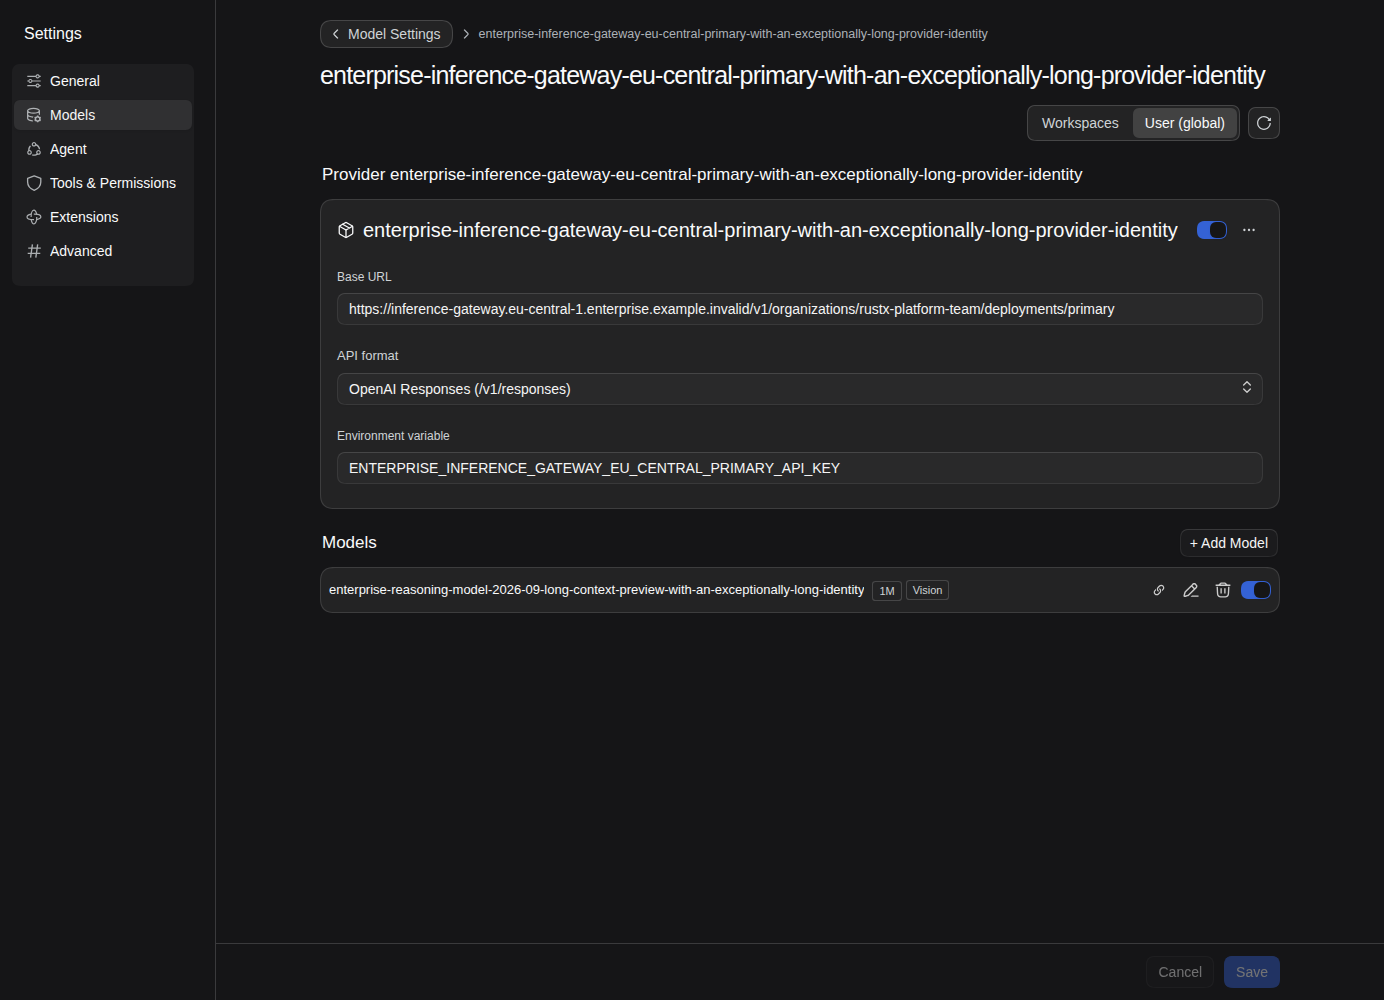 Settings
General
Models
Agent
Tools & Permissions
Extensions
Advanced
Model Settings
enterprise-inference-gateway-eu-central-primary-with-an-exceptionally-long-provider-identity
enterprise-inference-gateway-eu-central-primary-with-an-exceptionally-long-provider-identity
Workspaces
User (global)
Provider enterprise-inference-gateway-eu-central-primary-with-an-exceptionally-long-provider-identity
enterprise-inference-gateway-eu-central-primary-with-an-exceptionally-long-provider-identity
Base URL
https://inference-gateway.eu-central-1.enterprise.example.invalid/v1/organizations/rustx-platform-team/deployments/primary
API format
OpenAI Responses (/v1/responses)
Environment variable
ENTERPRISE_INFERENCE_GATEWAY_EU_CENTRAL_PRIMARY_API_KEY
Models
+ Add Model
enterprise-reasoning-model-2026-09-long-context-preview-with-an-exceptionally-long-identity
1M
Vision
Cancel
Save